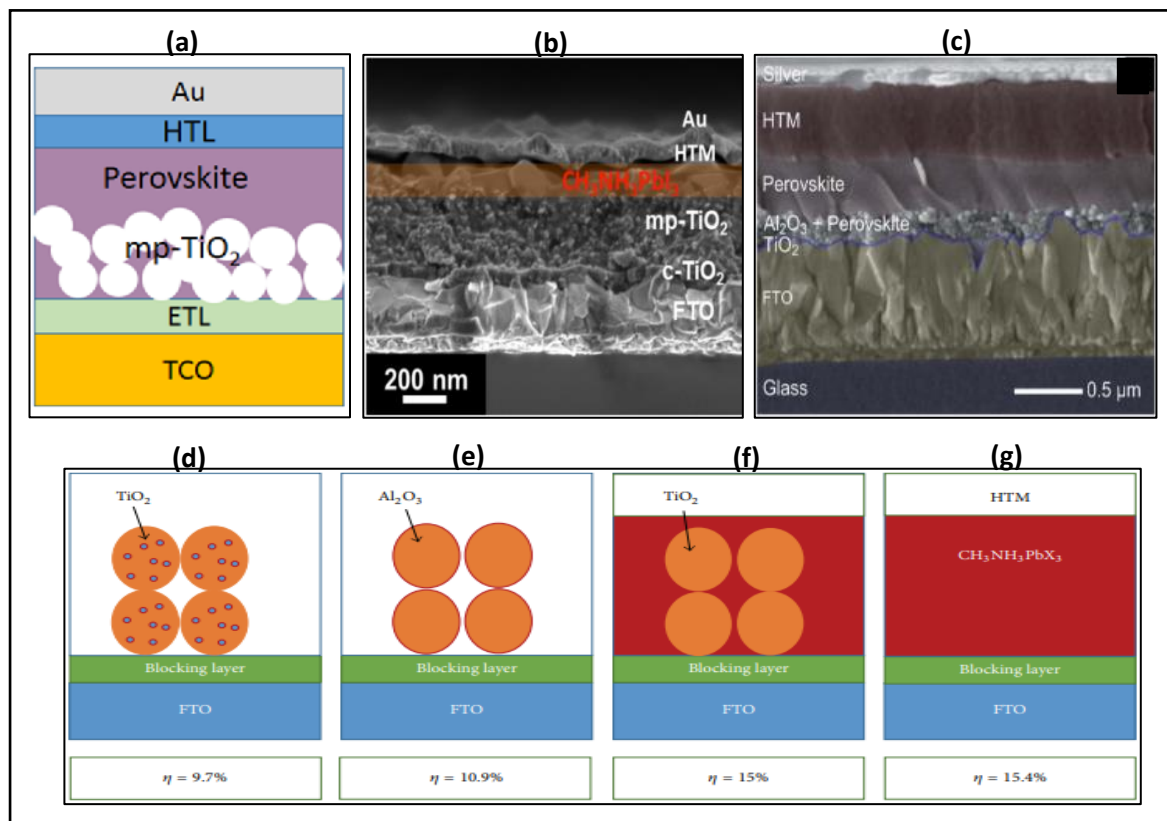 (a)
Au
HTL
Perovskite
mp-TiO₂
ETL
TCO
(b)
Au
HTM
CH₃NH₃PbI₃
mp-TiO₂
c-TiO₂
FTO
200 nm
(c)
Silver
HTM
Perovskite
Al₂O₃ + Perovskite
TiO₂
FTO
Glass
0.5 μm
(d)
TiO₂
Blocking layer
FTO
η = 9.7%
(e)
Al₂O₃
Blocking layer
FTO
η = 10.9%
(f)
TiO₂
Blocking layer
FTO
η = 15%
(g)
HTM
CH₃NH₃PbX₃
Blocking layer
FTO
η = 15.4%